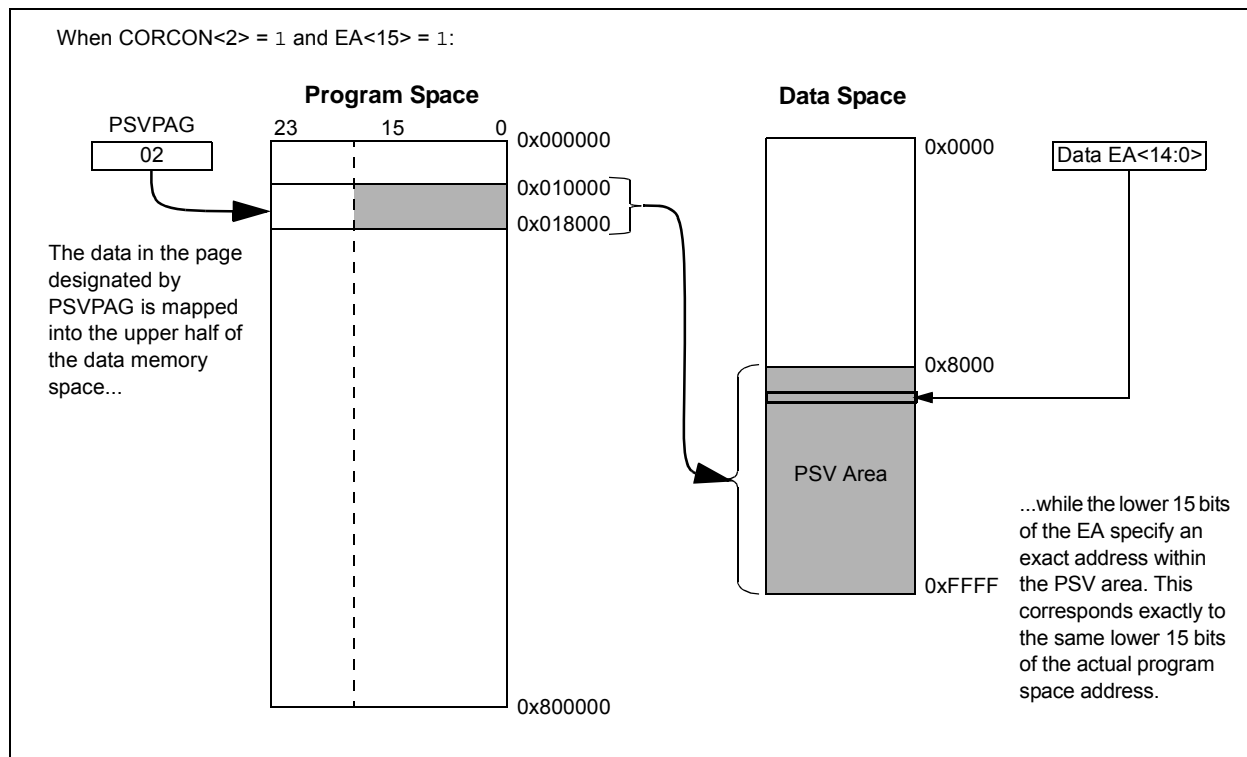 When CORCON<2> = 1 and EA<15> = 1:
Program Space
Data Space
PSVPAG
02
23 15 0
0x000000
0x010000
0x018000
0x800000
The data in the page
designated by
PSVPAG is mapped
into the upper half of
the data memory
space...
0x0000
0x8000
0xFFFF
Data EA<14:0>
PSV Area
...while the lower 15 bits
of the EA specify an
exact address within
the PSV area. This
corresponds exactly to
the same lower 15 bits
of the actual program
space address.